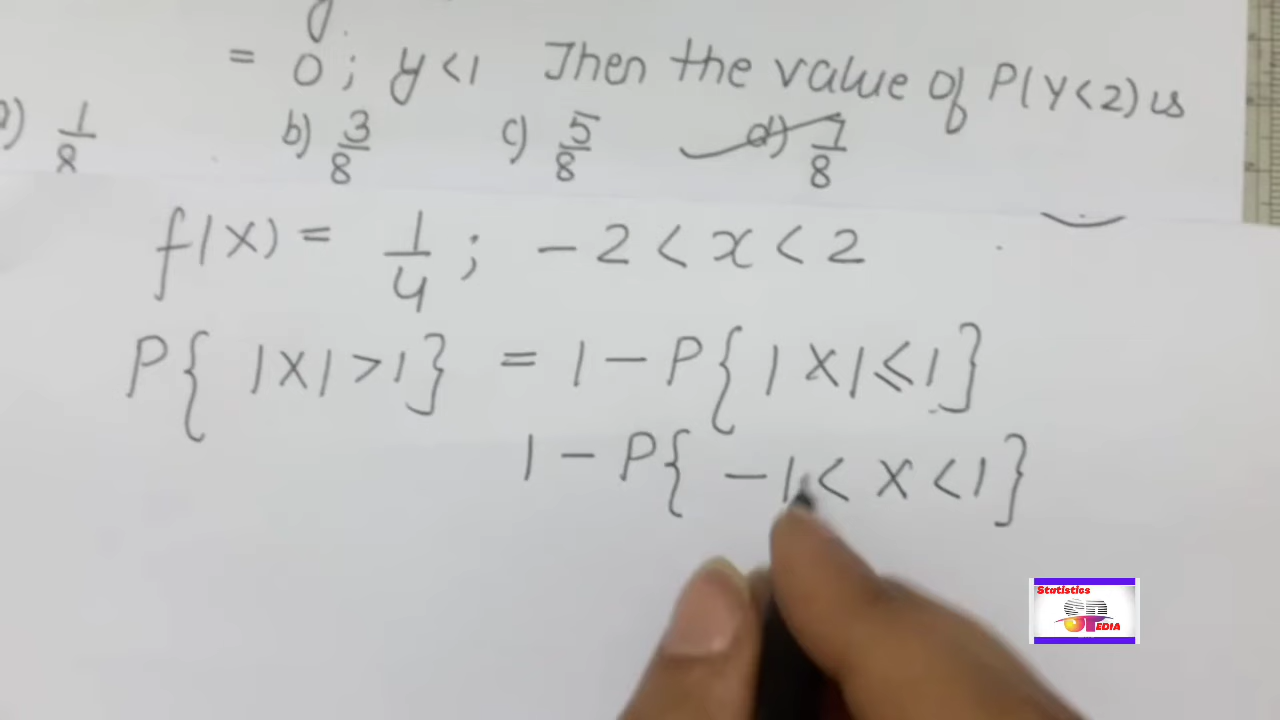 y
= 0 ; y < 1 Then the value of P(Y<2) is
a) 1/8 b) 3/8 c) 5/8 d) 7/8
f(x) = 1/4 ; -2 < x < 2
P{ |X| > 1 } = 1 - P{ |X| ≤ 1 }
1 - P{ -1 < X < 1 }
Statistics
PEDIA